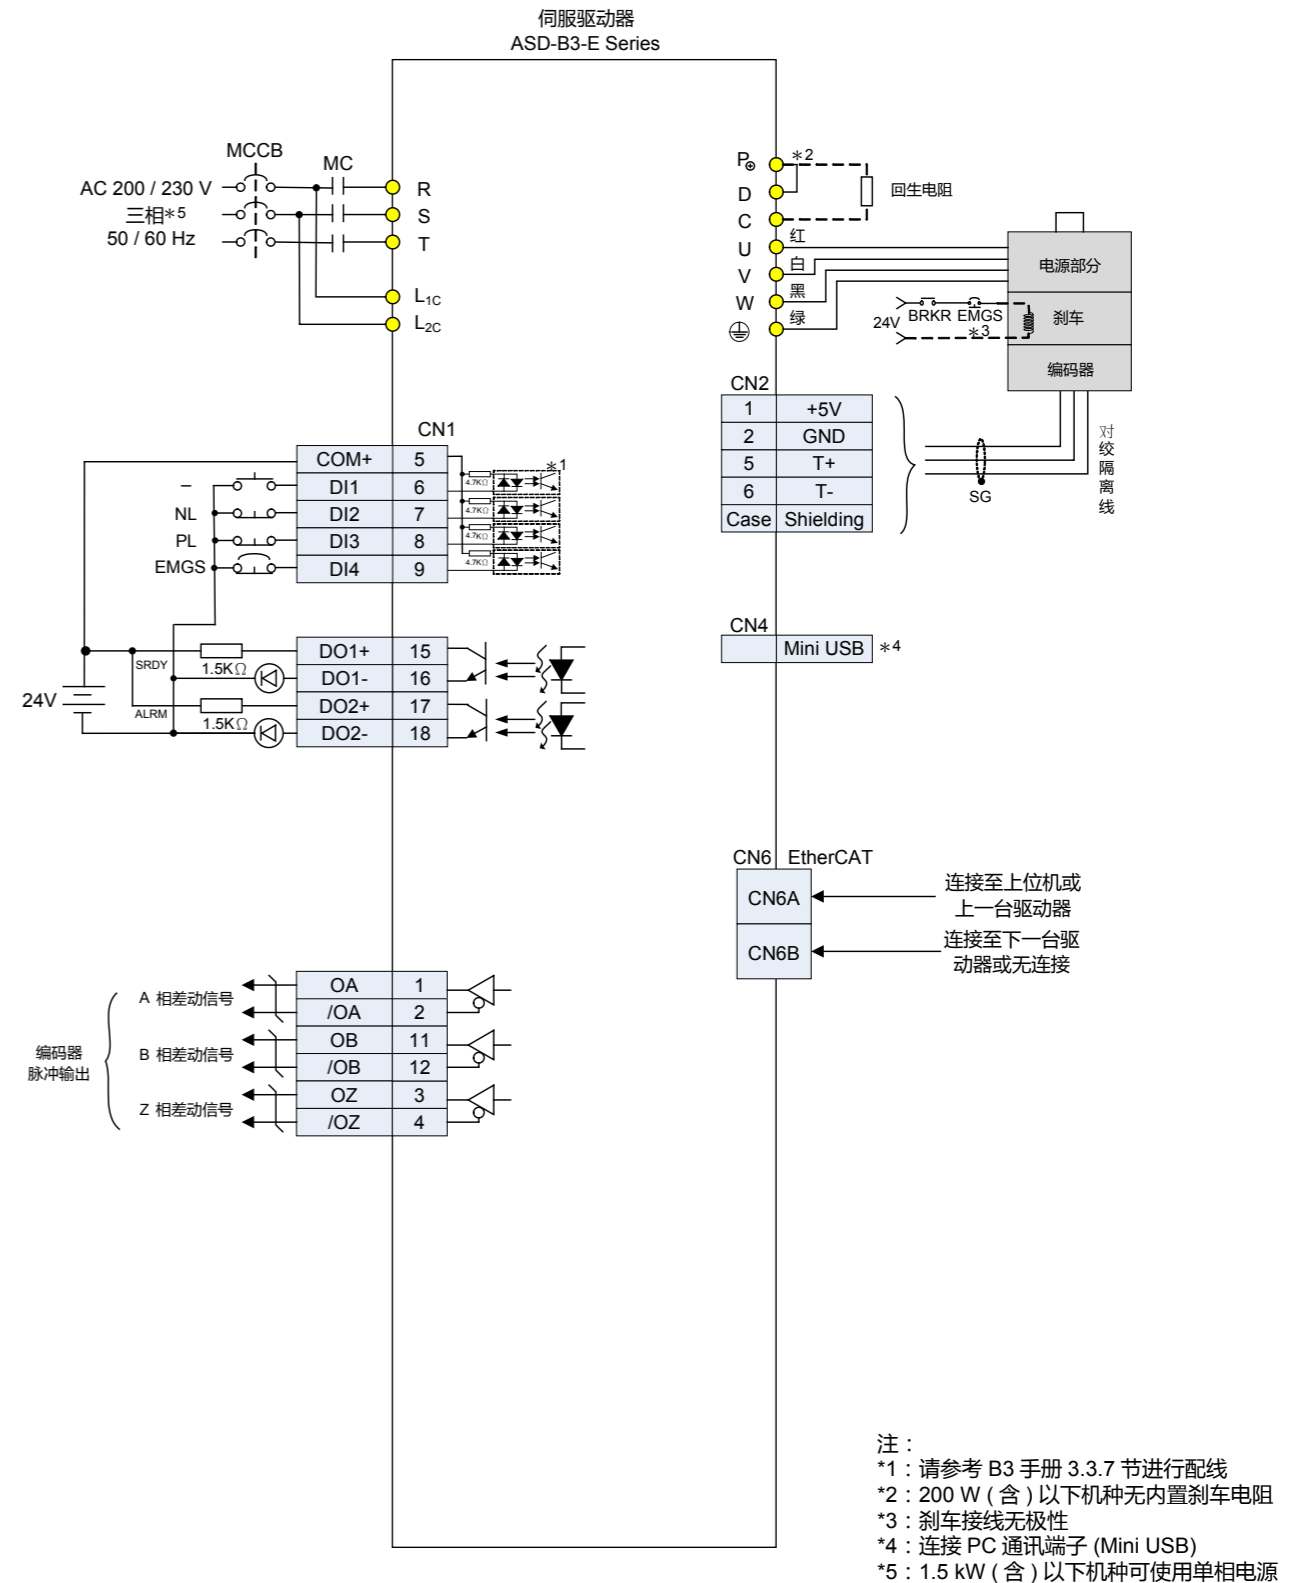 伺服驱动器
ASD-B3-E Series
MCCB
MC
AC 200 / 230 V
三相*5
50 / 60 Hz
R
S
T
L1C
L2C
P⊕
D
C
U
V
W
*2
回生电阻
红
白
黑
绿
电源部分
刹车
编码器
24V
BRKR
EMGS
*3
CN2
1 +5V
2 GND
5 T+
6 T-
Case Shielding
SG
对绞隔离线
CN1
COM+ 5
DI1 6
DI2 7
DI3 8
DI4 9
–
NL
PL
EMGS
4.7KΩ
4.7KΩ
4.7KΩ
4.7KΩ
*1
CN4
Mini USB *4
DO1+ 15
DO1- 16
DO2+ 17
DO2- 18
SRDY
1.5KΩ
ALRM
1.5KΩ
24V
CN6 EtherCAT
CN6A
连接至上位机或
上一台驱动器
CN6B
连接至下一台驱
动器或无连接
OA 1
/OA 2
OB 11
/OB 12
OZ 3
/OZ 4
A 相差动信号
B 相差动信号
Z 相差动信号
编码器
脉冲输出
注：
*1：请参考 B3 手册 3.3.7 节进行配线
*2：200 W ( 含 ) 以下机种无内置刹车电阻
*3：刹车接线无极性
*4：连接 PC 通讯端子 (Mini USB)
*5：1.5 kW ( 含 ) 以下机种可使用单相电源